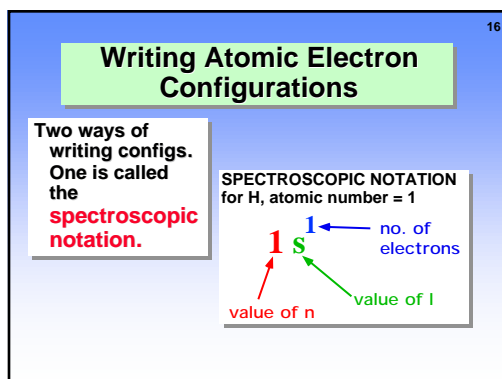 16
Writing Atomic Electron
Configurations
Two ways of
writing configs.
One is called
the
spectroscopic
notation.
SPECTROSCOPIC NOTATION
for H, atomic number = 1
1 s 1
no. of
electrons
value of n
value of l